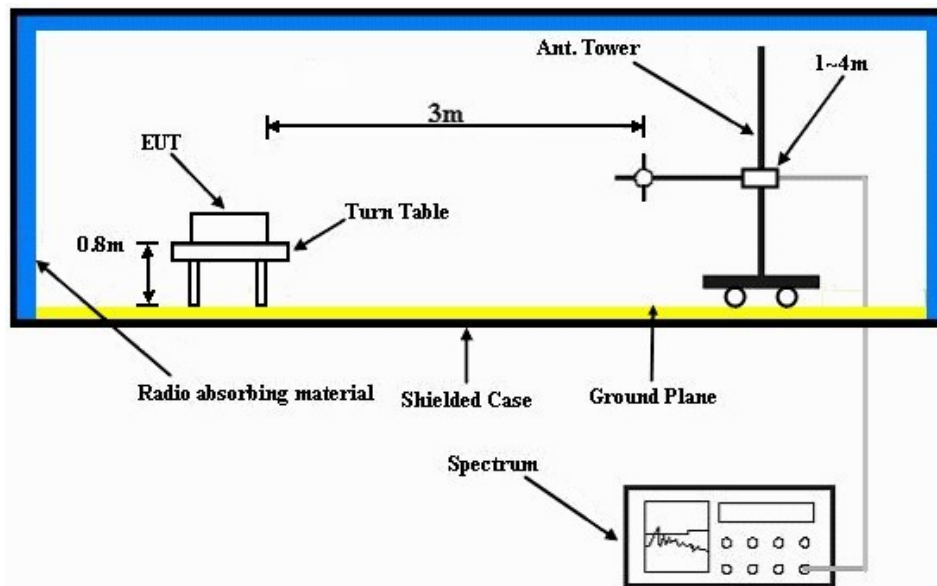 Ant. Tower
1~4m
3m
EUT
Turn Table
0.8m
Radio absorbing material
Shielded Case
Ground Plane
Spectrum